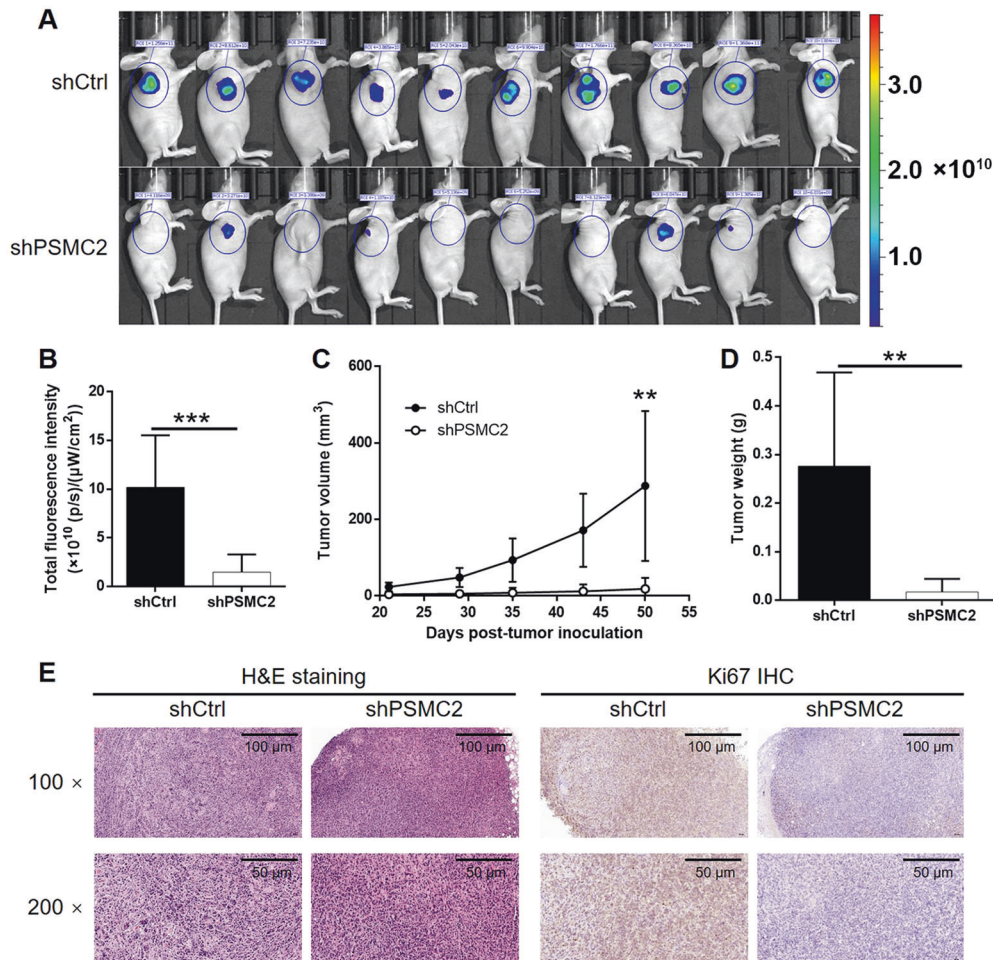 A
shCtrl
shPSMC2
3.0
2.0 ×10¹⁰
1.0
B
Total fluorescence intensity
(×10¹⁰ (p/s)/(µW/cm²))
20
15
10
5
0
***
shCtrl
shPSMC2
C
Tumor volume (mm³)
600
400
200
0
shCtrl
shPSMC2
**
20 25 30 35 40 45 50 55
Days post-tumor inoculation
D
Tumor weight (g)
0.5
0.4
0.3
0.2
0.1
0.0
**
shCtrl
shPSMC2
E
H&E staining
Ki67 IHC
shCtrl shPSMC2 shCtrl shPSMC2
100 ×
100 µm
100 µm
100 µm
100 µm
200 ×
50 µm
50 µm
50 µm
50 µm